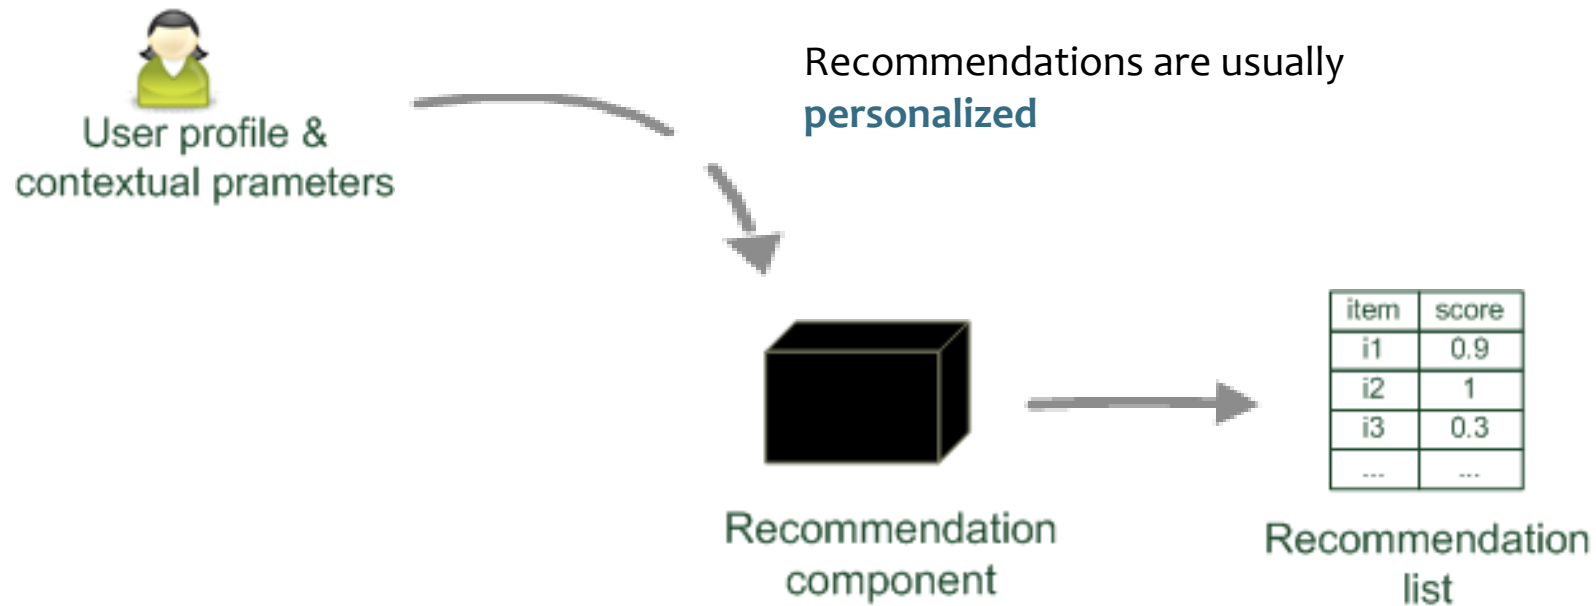 Recommendations are usually
personalized
User profile &
contextual prameters
item score
i1 0.9
i2 1
i3 0.3
... ...
Recommendation
component
Recommendation
list